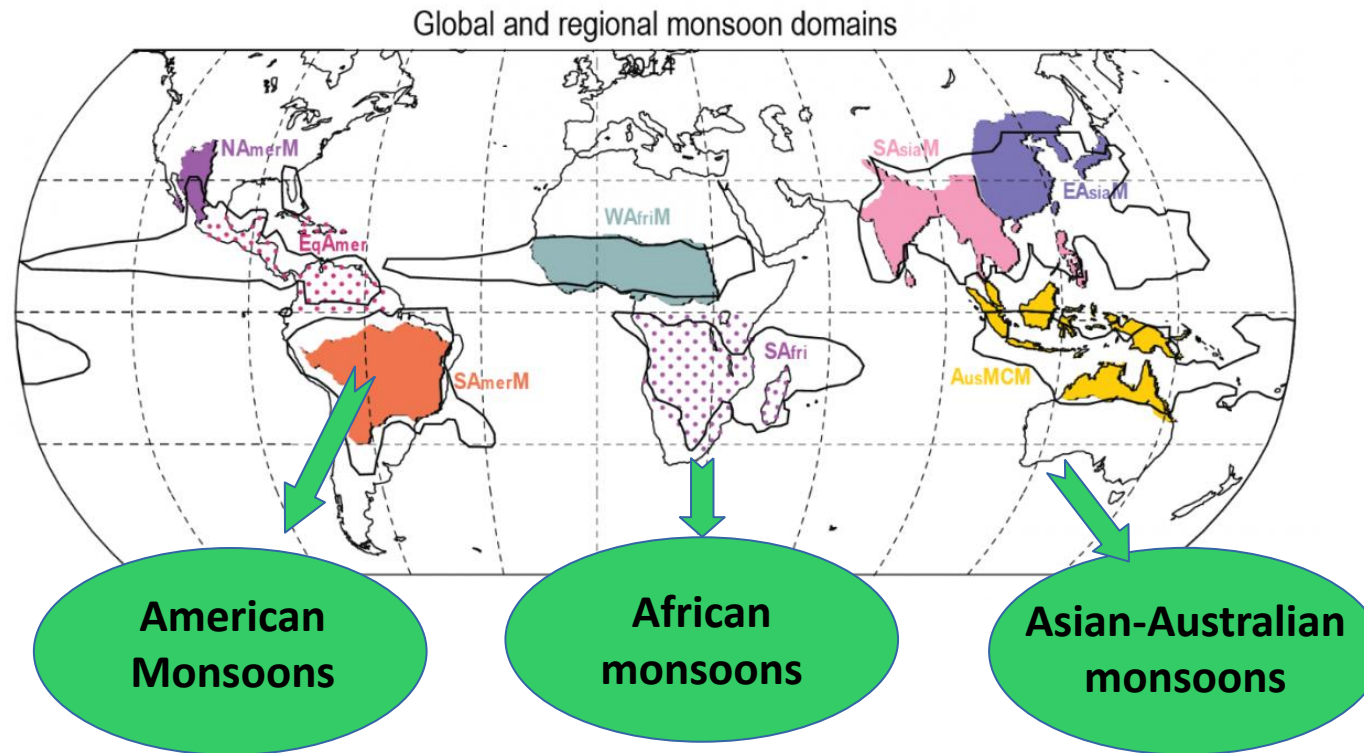 Global and regional monsoon domains
2014
NAmerM
SAsiaM
EAsiaM
WAfriM
EqAmer
SAfri
SAmerM
AusMCM
American
Monsoons
African
monsoons
Asian-Australian
monsoons